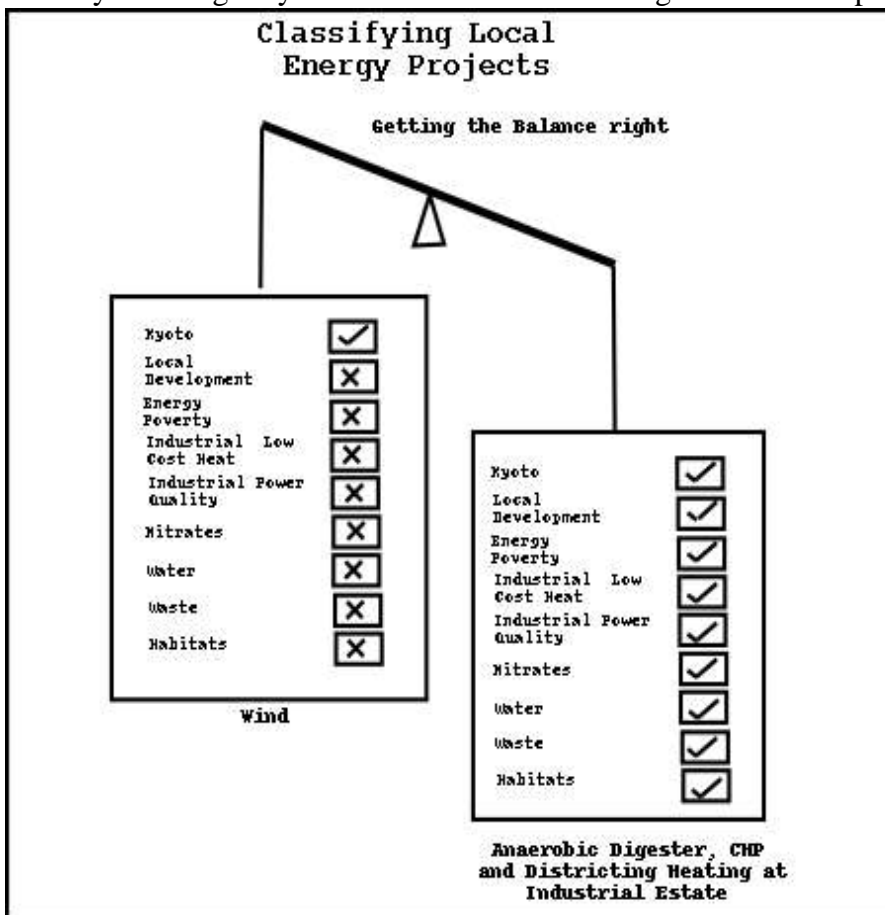 Classifying Local
Energy Projects
Getting the Balance right
Kyoto
Local
Development
Energy
Poverty
Industrial Low
Cost Heat
Industrial Power
Quality
Nitrates
Water
Waste
Habitats
Wind
Kyoto
Local
Development
Energy
Poverty
Industrial Low
Cost Heat
Industrial Power
Quality
Nitrates
Water
Waste
Habitats
Anaerobic Digester, CHP
and Districting Heating at
Industrial Estate